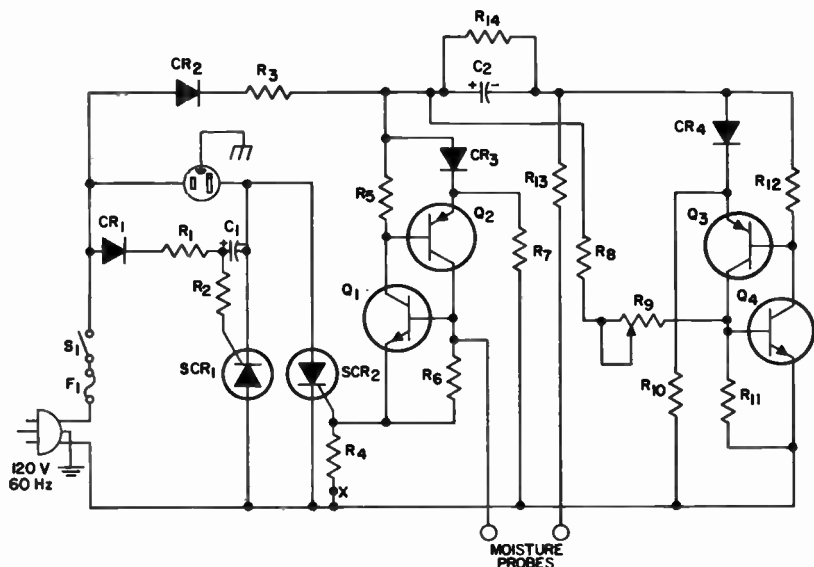 R14
CR2
R3
C2
+
-
CR4
CR3
R5
R13
R12
Q2
Q3
CR1
R1
+
C1
R7
R8
R2
Q1
R9
Q4
S1
F1
SCR1
SCR2
R6
R10
R11
R4
X
120 V
60 Hz
MOISTURE
PROBES